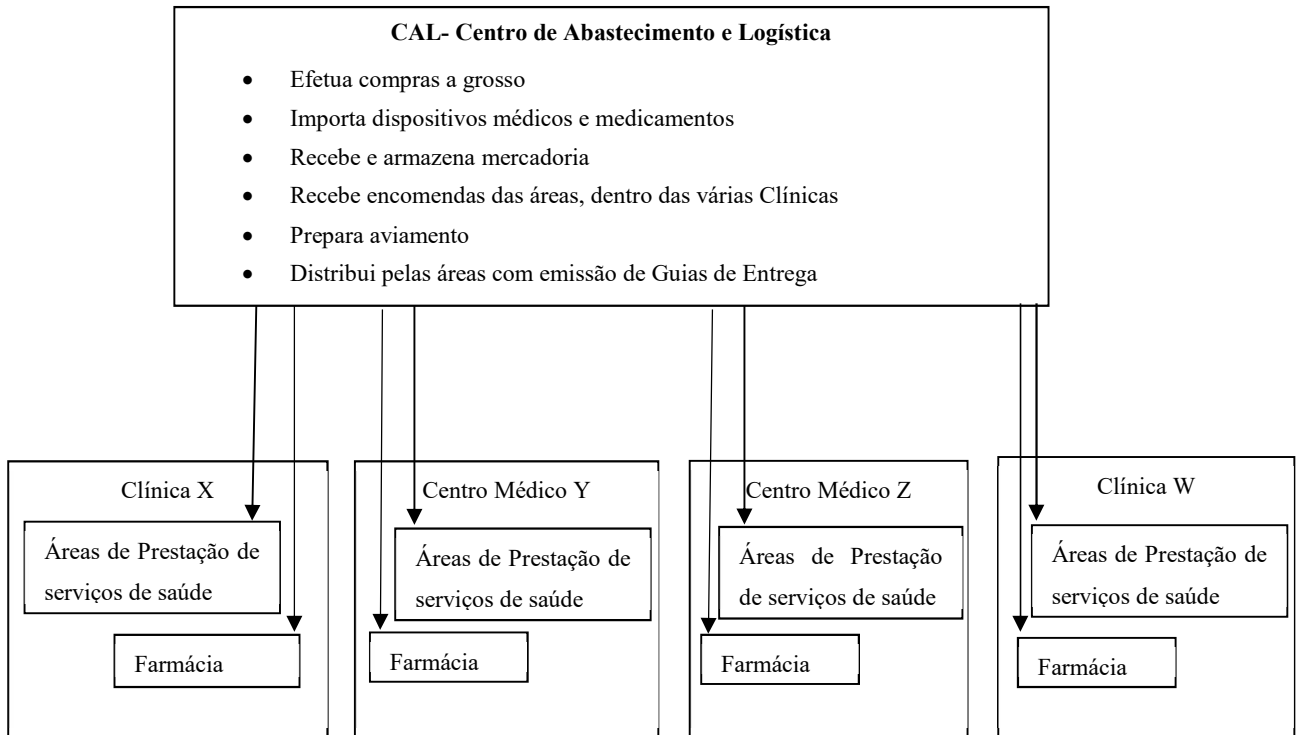 CAL- Centro de Abastecimento e Logística
• Efetua compras a grosso
• Importa dispositivos médicos e medicamentos
• Recebe e armazena mercadoria
• Recebe encomendas das áreas, dentro das várias Clínicas
• Prepara aviamento
• Distribui pelas áreas com emissão de Guias de Entrega
Clínica X
Áreas de Prestação de
serviços de saúde
Farmácia
Centro Médico Y
Áreas de Prestação de
serviços de saúde
Farmácia
Centro Médico Z
Áreas de Prestação
de serviços de saúde
Farmácia
Clínica W
Áreas de Prestação de
serviços de saúde
Farmácia